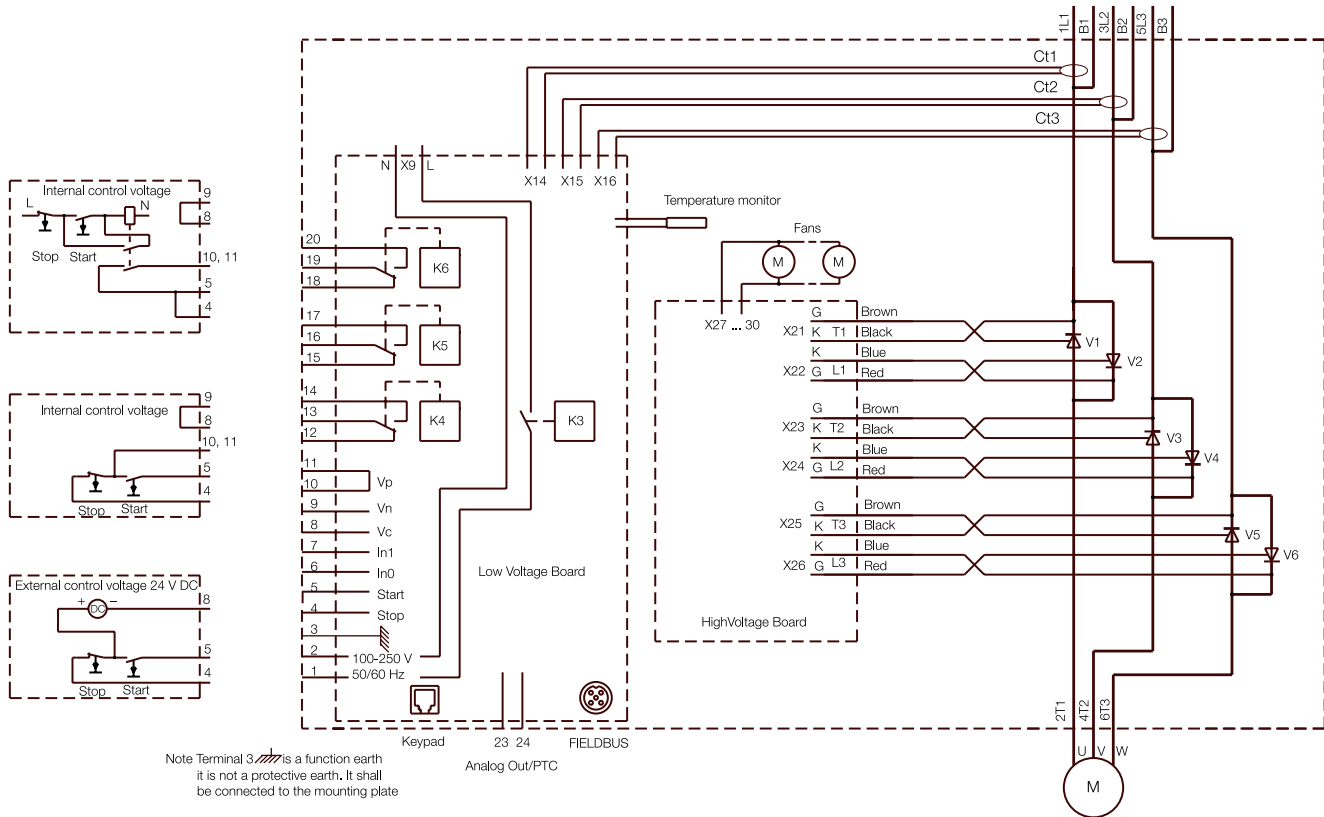 1L1
B1
3L2
B2
5L3
B3
Ct1
Ct2
Ct3
N X9 L
X14 X15 X16
Temperature monitor
Fans
M M
X27 ... 30
Internal control voltage
L N
Stop Start
9
8
10, 11
5
4
Internal control voltage
9
8
10, 11
5
4
Stop Start
External control voltage 24 V DC
+ DC -
8
5
4
Stop Start
20
19
18
K6
17
16
15
K5
14
13
12
K4
K3
11
10
Vp
9
Vn
8
Vc
7
In1
6
In0
5
Start
4
Stop
3
2
100-250 V
1
50/60 Hz
Low Voltage Board
Keypad
23 24
FIELDBUS
Analog Out/PTC
G Brown
X21 K T1 Black
K Blue
X22 G L1 Red
V1
V2
G Brown
X23 K T2 Black
K Blue
X24 G L2 Red
V3
V4
G Brown
X25 K T3 Black
K Blue
X26 G L3 Red
V5
V6
HighVoltage Board
2T1
4T2
6T3
U V W
M
Note Terminal 3 is a function earth
it is not a protective earth. It shall
be connected to the mounting plate